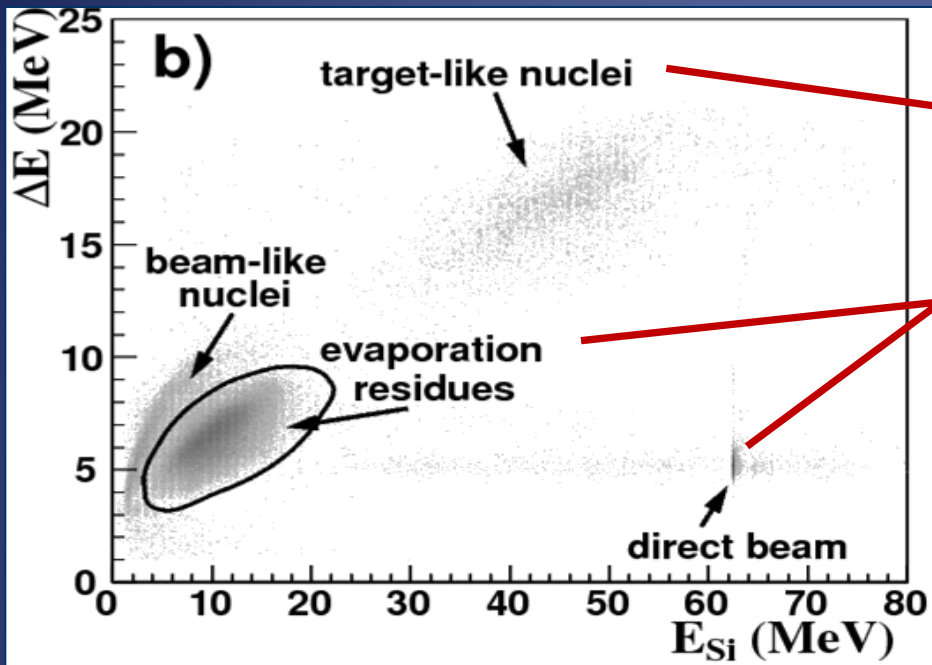 25
20
15
10
5
0
ΔE (MeV)
b)
target-like nuclei
beam-like
nuclei
evaporation
residues
direct beam
0 10 20 30 40 50 60 70 80
E_Si (MeV)